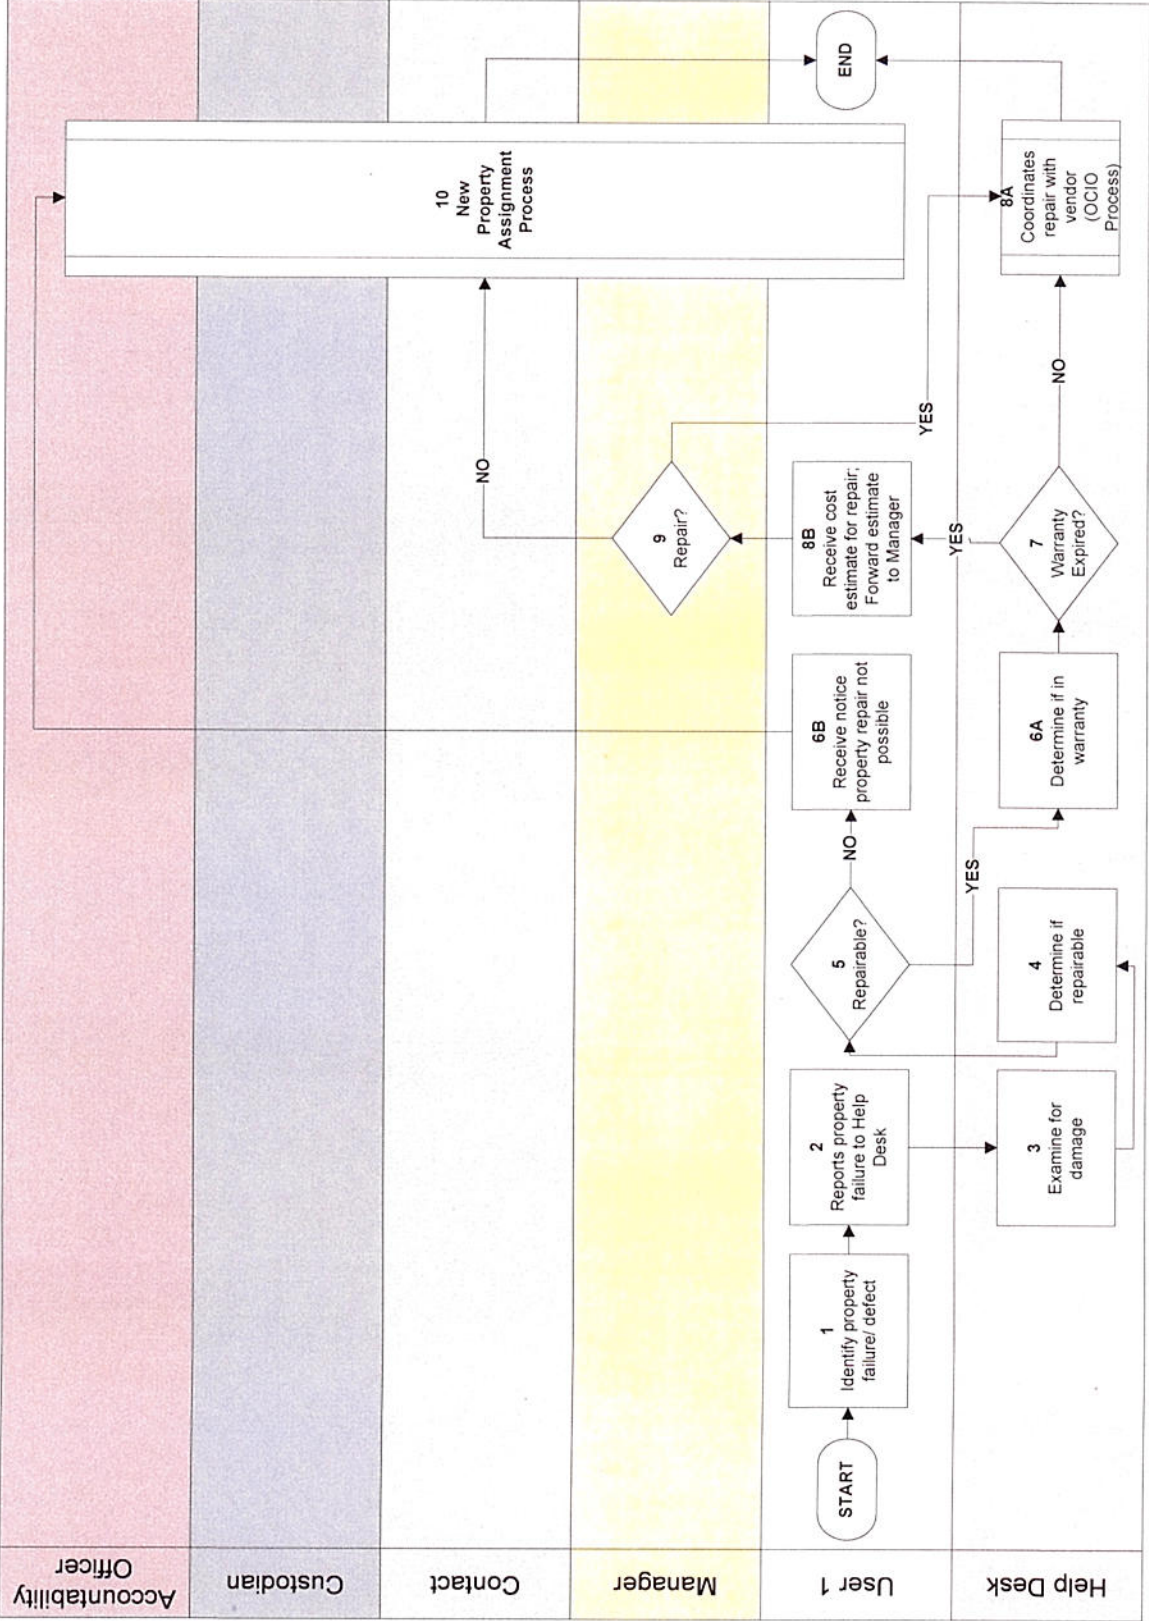 Accountability
Officer
Custodian
Contact
Manager
User 1
Help Desk
START
1
Identify property
failure/ defect
2
Reports property
failure to Help
Desk
3
Examine for
damage
4
Determine if
repairable
5
Repairable?
NO
YES
6B
Receive notice
property repair not
possible
6A
Determine if in
warranty
7
Warranty
Expired?
YES
NO
8B
Receive cost
estimate for repair;
Forward estimate
to Manager
9
Repair?
NO
YES
10
New
Property
Assignment
Process
8A
Coordinates
repair with
vendor
(OCIO
Process)
END